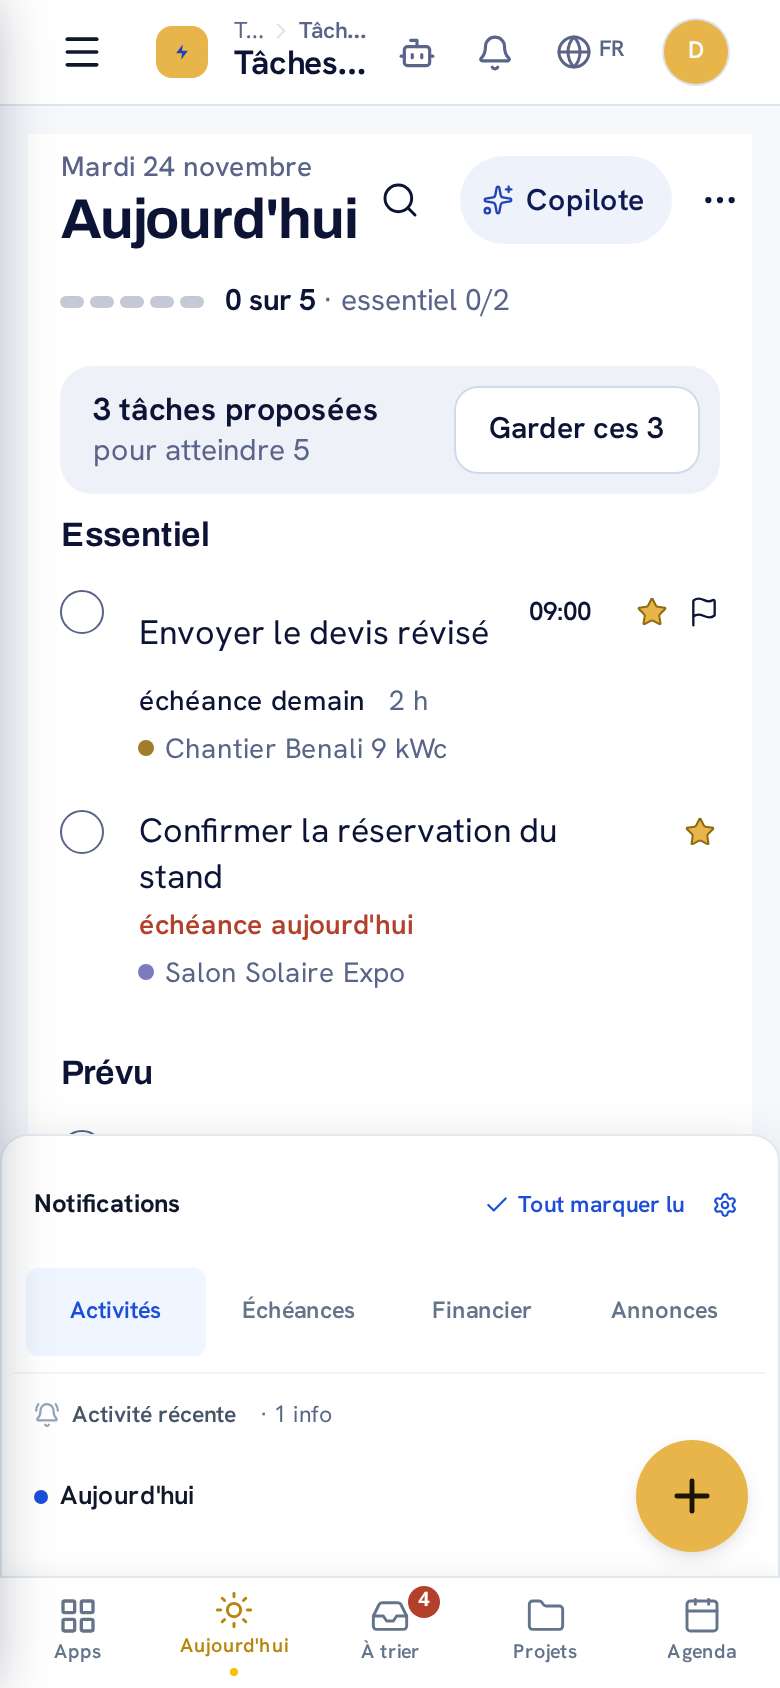 T... > Tâch...
Tâches...
FR
D
Mardi 24 novembre
Aujourd'hui
Copilote
0 sur 5 · essentiel 0/2
3 tâches proposées
pour atteindre 5
Garder ces 3
Essentiel
Envoyer le devis révisé
09:00
échéance demain 2 h
Chantier Benali 9 kWc
Confirmer la réservation du
stand
échéance aujourd'hui
Salon Solaire Expo
Prévu
Notifications
Tout marquer lu
Activités
Échéances
Financier
Annonces
Activité récente · 1 info
Aujourd'hui
Apps
Aujourd'hui
4
À trier
Projets
Agenda